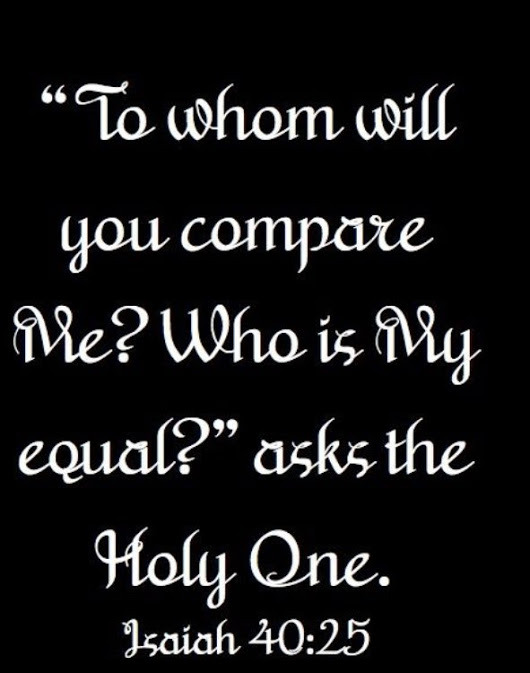 “To whom will
you compare
Me? Who is My
equal?” asks the
Holy One.
Isaiah 40:25